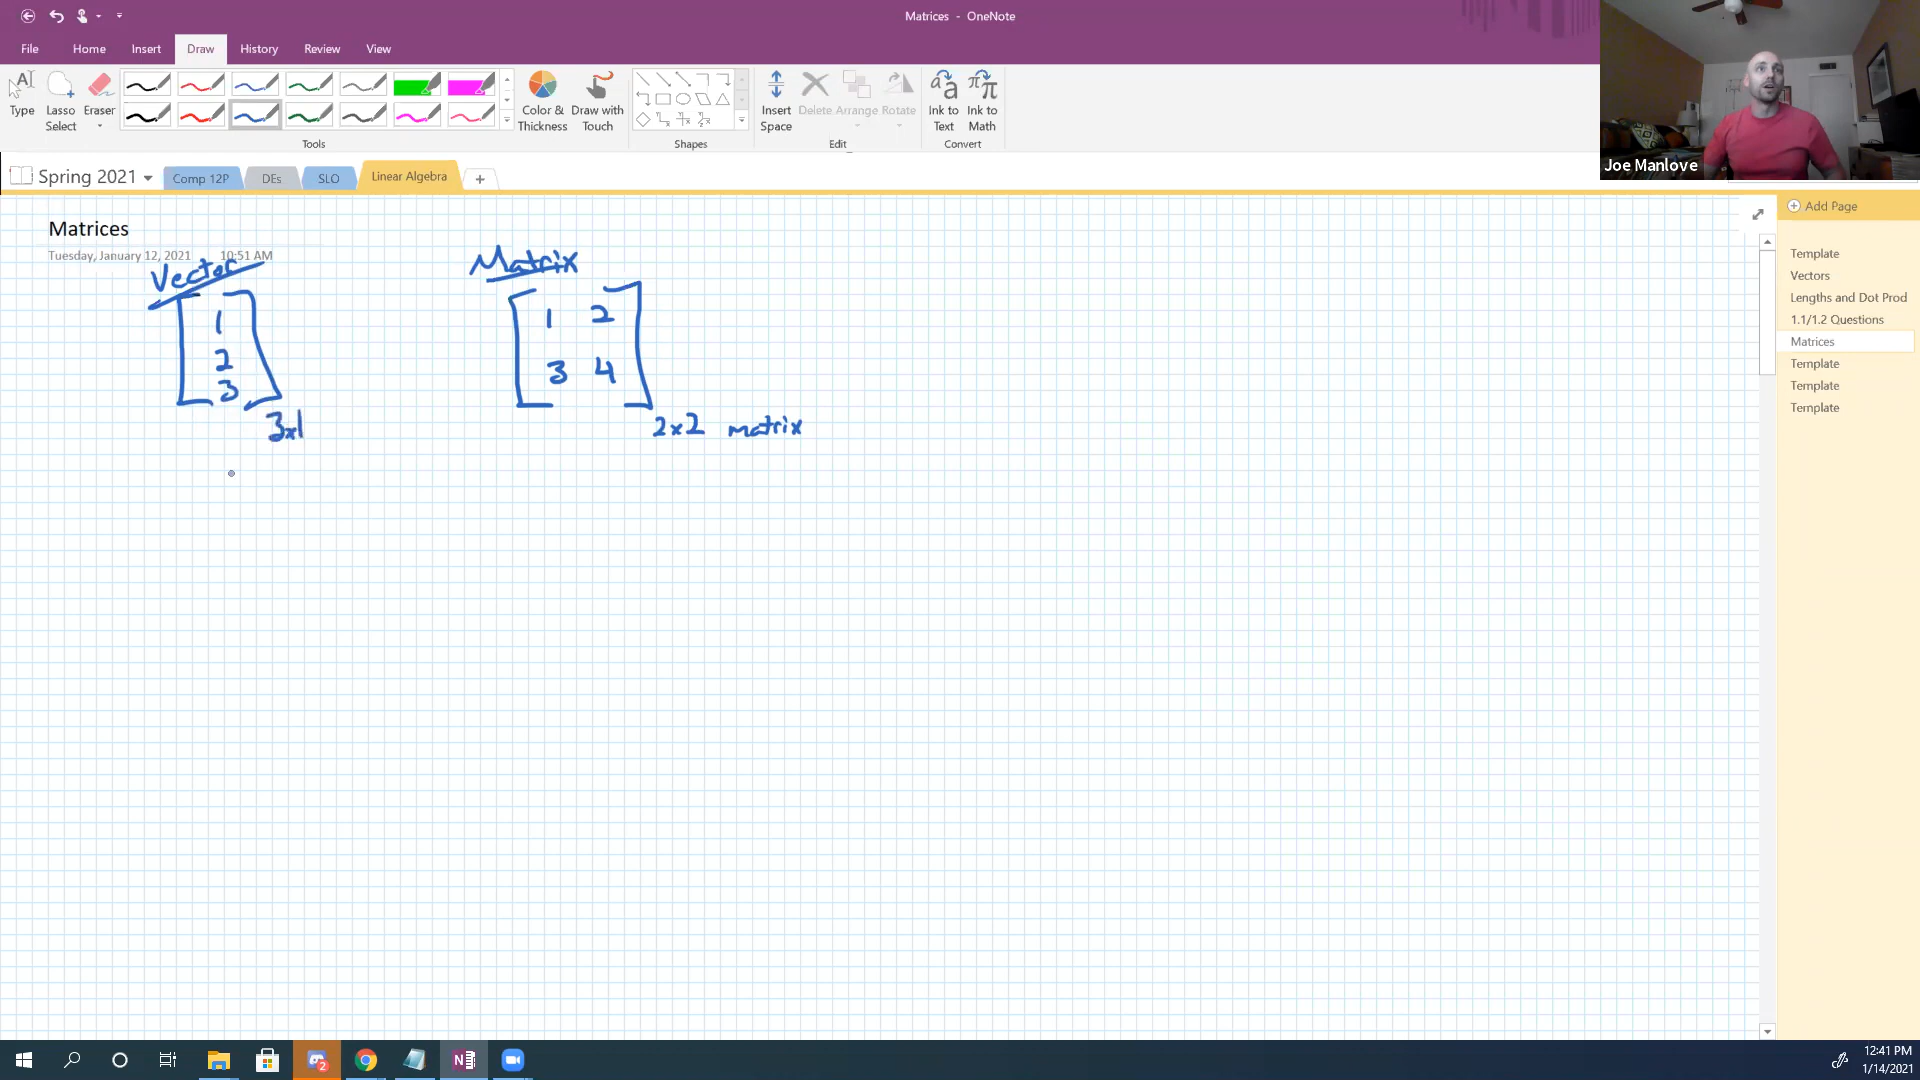 Matrices - OneNote
File Home Insert Draw History Review View
Type
Lasso Select
Eraser
Color & Thickness
Draw with Touch
Insert Space
Delete
Arrange
Rotate
Ink to Text
Ink to Math
Tools
Shapes
Edit
Convert
Joe Manlove
Spring 2021
Comp 12P
DEs
SLO
Linear Algebra
Add Page
Template
Vectors
Lengths and Dot Prod
1.1/1.2 Questions
Matrices
Template
Template
Template
Matrices
Tuesday, January 12, 2021 10:51 AM
Vector
1
2
3
3x1
Matrix
1 2
3 4
2x2 matrix
2
N
12:41 PM
1/14/2021